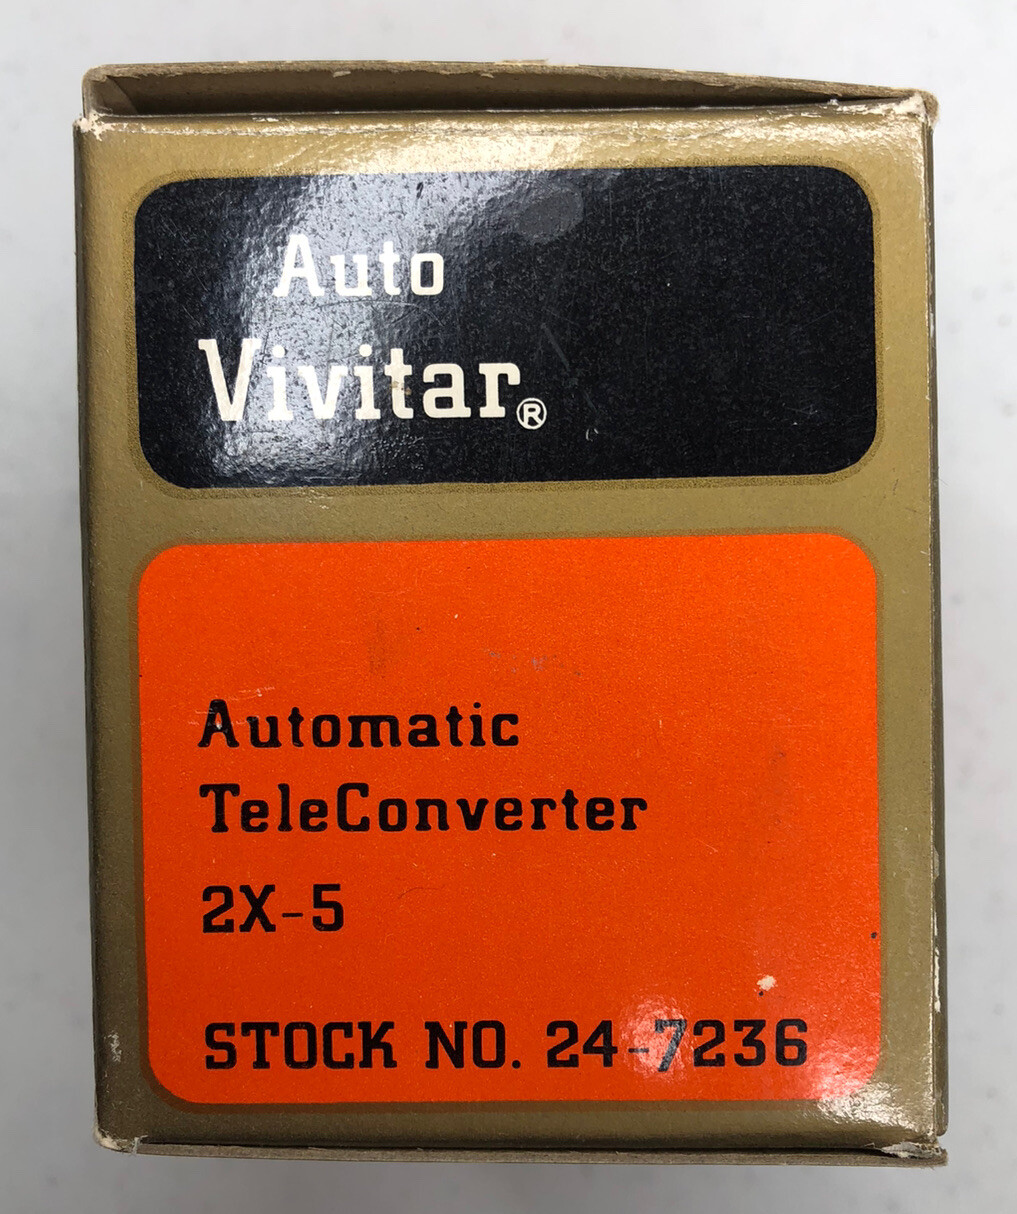 Auto
Vivitar®
Automatic
TeleConverter
2X-5
STOCK NO. 24-7236